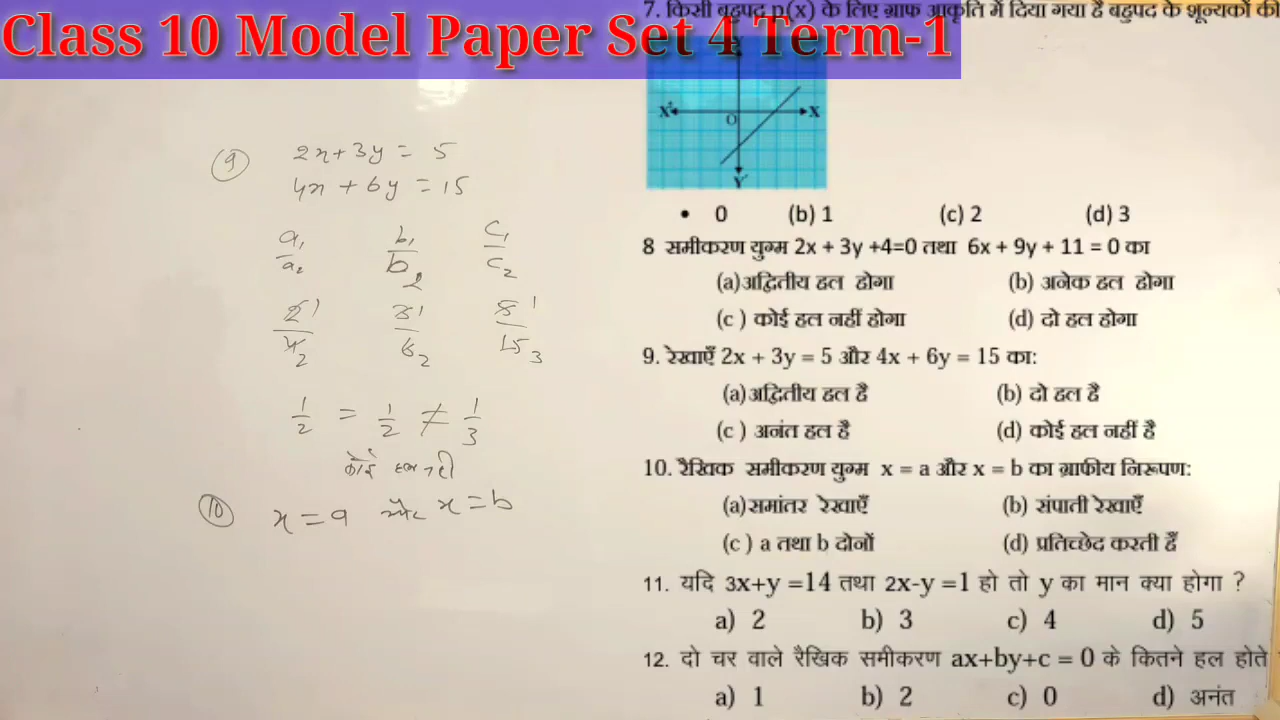 Class 10 Model Paper Set 4 Term-1
7. किसी बहुपद p(x) के लिए ग्राफ आकृति में दिया गया है बहुपद के शून्यकों की
X' O X
Y'
• 0 (b) 1 (c) 2 (d) 3
8 समीकरण युग्म 2x + 3y +4=0 तथा 6x + 9y + 11 = 0 का
(a)अद्वितीय हल होगा (b) अनेक हल होगा
(c ) कोई हल नहीं होगा (d) दो हल होगा
9. रेखाएँ 2x + 3y = 5 और 4x + 6y = 15 का:
(a)अद्वितीय हल है (b) दो हल है
(c ) अनंत हल है (d) कोई हल नहीं है
10. रैखिक समीकरण युग्म x = a और x = b का ग्राफीय निरूपण:
(a)समांतर रेखाएँ (b) संपाती रेखाएँ
(c ) a तथा b दोनों (d) प्रतिच्छेद करती हैं
11. यदि 3x+y =14 तथा 2x-y =1 हो तो y का मान क्या होगा ?
a) 2 b) 3 c) 4 d) 5
12. दो चर वाले रैखिक समीकरण ax+by+c = 0 के कितने हल होते
a) 1 b) 2 c) 0 d) अनंत
9 2x+3y = 5
4x + 6y = 15
a₁/a₂ b₁/b₂ c₁/c₂
2 1/4 2 3 1/6 2 5 1/15 3
1/2 = 1/2 ≠ 1/3
कोई हल नहीं
10 x = a और x = b